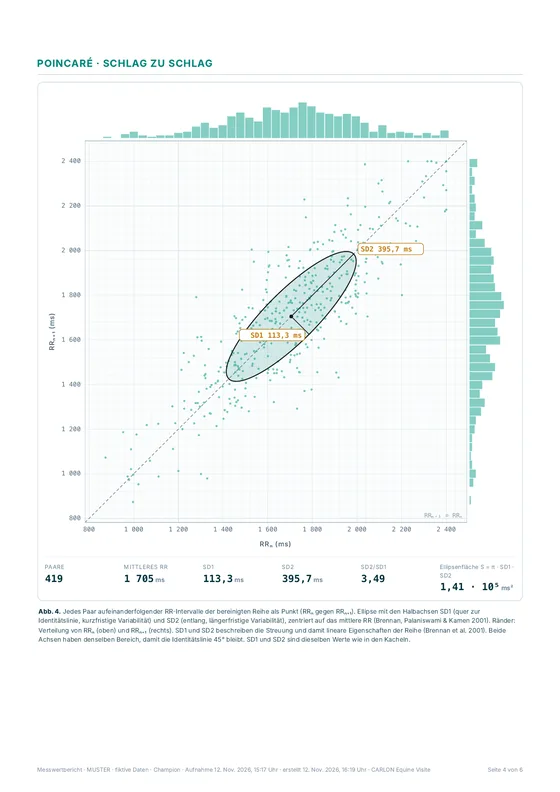 POINCARÉ · SCHLAG ZU SCHLAG
2 400
2 200
2 000
1 800
1 600
1 400
1 200
1 000
800
RRₙ₊₁ (ms)
SD2 395,7 ms
SD1 113,3 ms
RRₙ₊₁ = RRₙ
800
1 000
1 200
1 400
1 600
1 800
2 000
2 200
2 400
RRₙ (ms)
PAARE
419
MITTLERES RR
1 705 ms
SD1
113,3 ms
SD2
395,7 ms
SD2/SD1
3,49
Ellipsenfläche S = π · SD1 ·
SD2
1,41 · 10⁵ ms²
Abb. 4. Jedes Paar aufeinanderfolgender RR-Intervalle der bereinigten Reihe als Punkt (RRₙ gegen RRₙ₊₁). Ellipse mit den Halbachsen SD1 (quer zur
Identitätslinie, kurzfristige Variabilität) und SD2 (entlang, längerfristige Variabilität), zentriert auf das mittlere RR (Brennan, Palaniswami & Kamen 2001). Ränder:
Verteilung von RRₙ (oben) und RRₙ₊₁ (rechts). SD1 und SD2 beschreiben die Streuung und damit lineare Eigenschaften der Reihe (Brennan et al. 2001). Beide
Achsen haben denselben Bereich, damit die Identitätslinie 45° bleibt. SD1 und SD2 sind dieselben Werte wie in den Kacheln.
Messwertbericht · MUSTER · fiktive Daten · Champion · Aufnahme 12. Nov. 2026, 15:17 Uhr · erstellt 12. Nov. 2026, 16:19 Uhr · CARLON Equine Visite
Seite 4 von 6